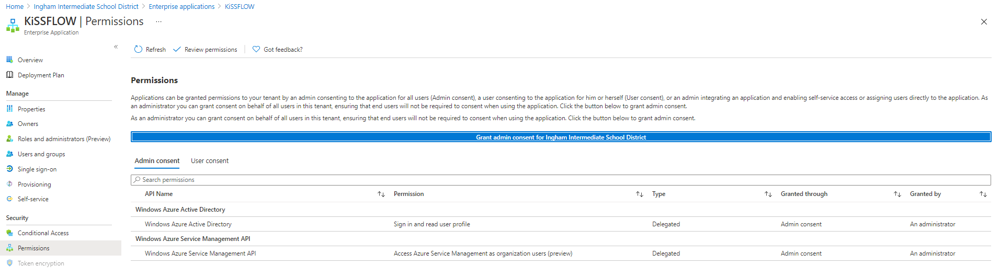 Home > Ingham Intermediate School District > Enterprise applications > KiSSFLOW
KiSSFLOW | Permissions ...
Enterprise Application
«
Refresh Review permissions Got feedback?
Overview
Deployment Plan
Manage
Properties
Owners
Roles and administrators (Preview)
Users and groups
Single sign-on
Provisioning
Self-service
Security
Conditional Access
Permissions
Token encryption
Permissions
Applications can be granted permissions to your tenant by an admin consenting to the application for all users (Admin consent), a user consenting to the application for him or herself (User consent), or an admin integrating an application and enabling self-service access or assigning users directly to the application. As
an administrator you can grant consent on behalf of all users in this tenant, ensuring that end users will not be required to consent when using the application. Click the button below to grant admin consent.
As an administrator you can grant consent on behalf of all users in this tenant, ensuring that end users will not be required to consent when using the application. Click the button below to grant admin consent.
Grant admin consent for Ingham Intermediate School District
Admin consent User consent
Search permissions
API Name Permission Type Granted through Granted by
Windows Azure Active Directory
Windows Azure Active Directory Sign in and read user profile Delegated Admin consent An administrator
Windows Azure Service Management API
Windows Azure Service Management API Access Azure Service Management as organization users (preview) Delegated Admin consent An administrator